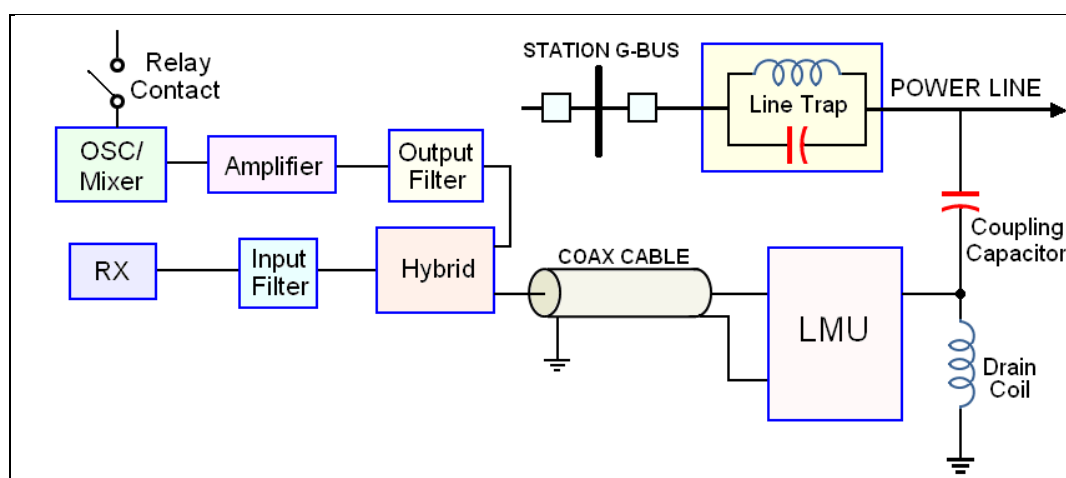 Relay
Contact
STATION G-BUS
Line Trap
POWER LINE
OSC/
Mixer
Amplifier
Output
Filter
Coupling
Capacitor
RX
Input
Filter
Hybrid
COAX CABLE
LMU
Drain
Coil